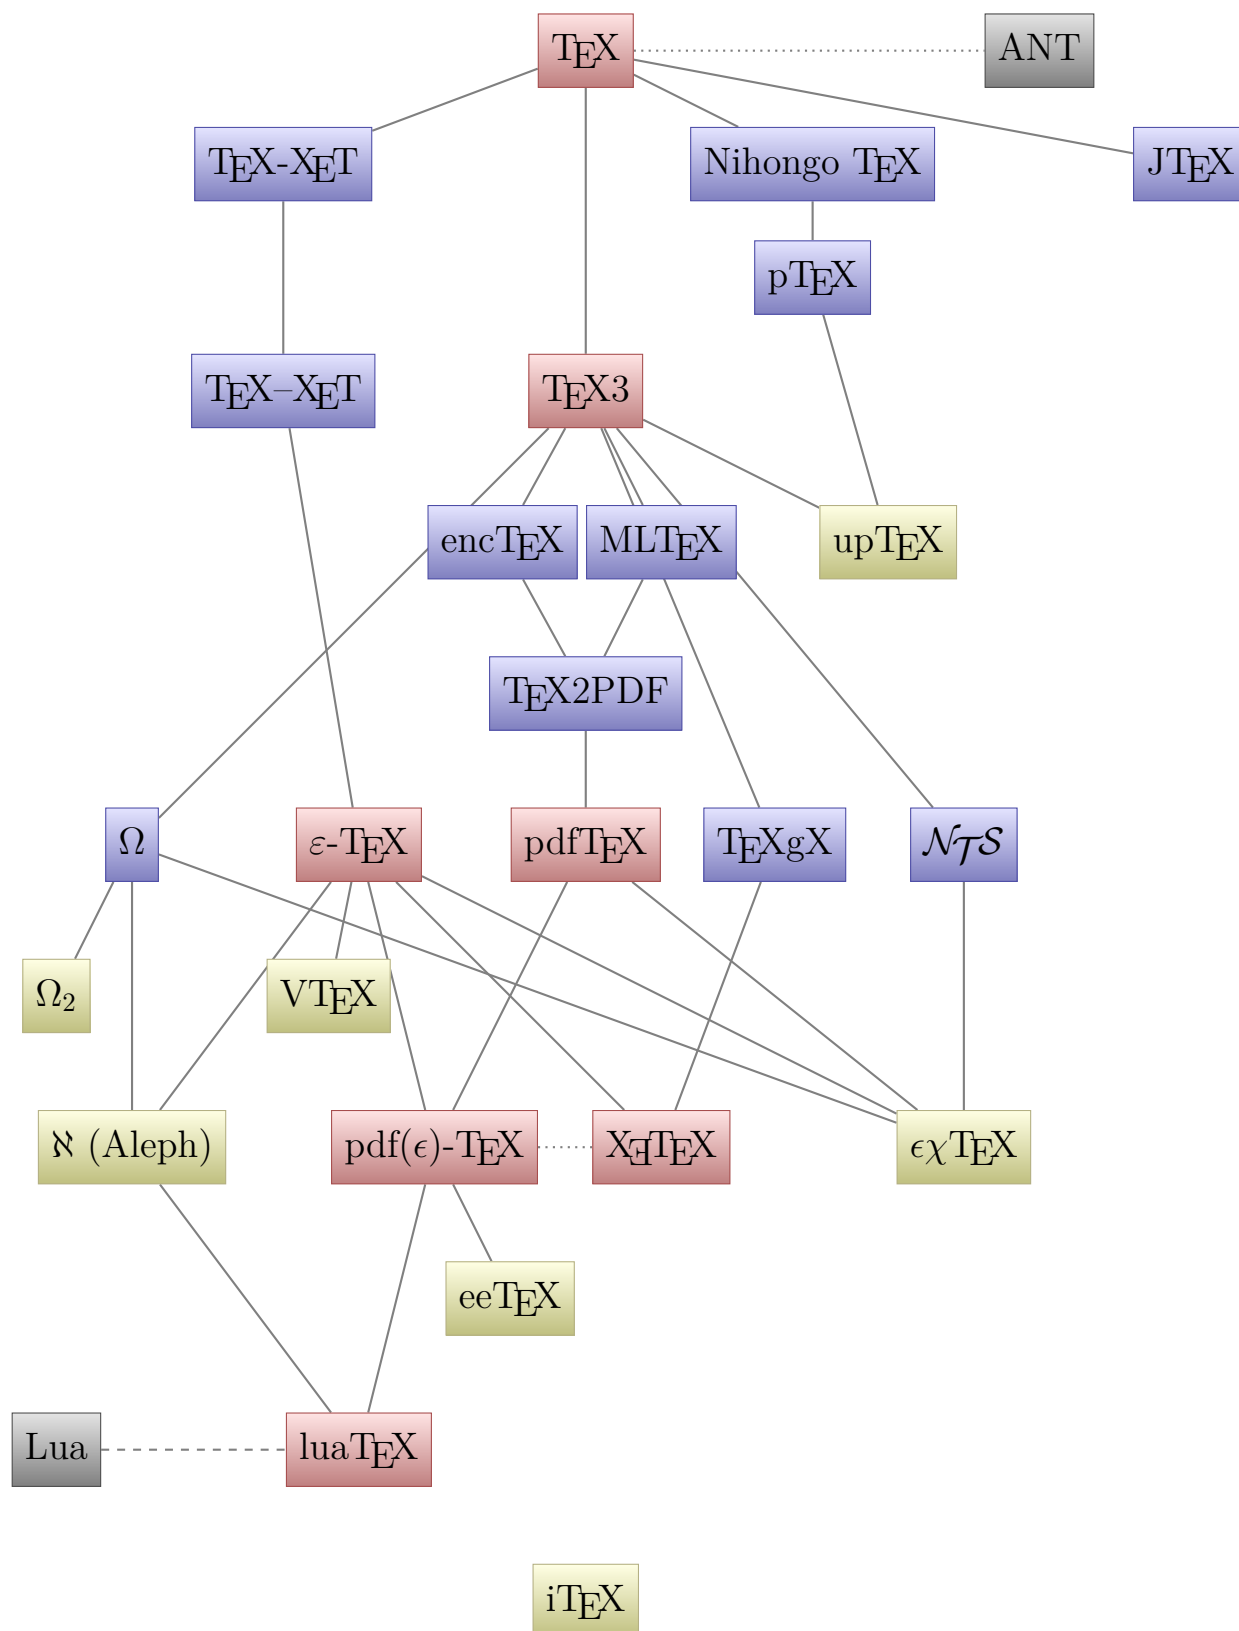 TEX
ANT
TEX-XET
Nihongo TEX
JTEX
pTEX
TEX–XET
TEX3
encTEX
MLTEX
upTEX
TEX2PDF
Ω
ε-TEX
pdfTEX
TEXgX
NTS
Ω₂
VTEX
ℵ (Aleph)
pdf(ϵ)-TEX
XƎTEX
ϵχTEX
eeTEX
Lua
luaTEX
iTEX